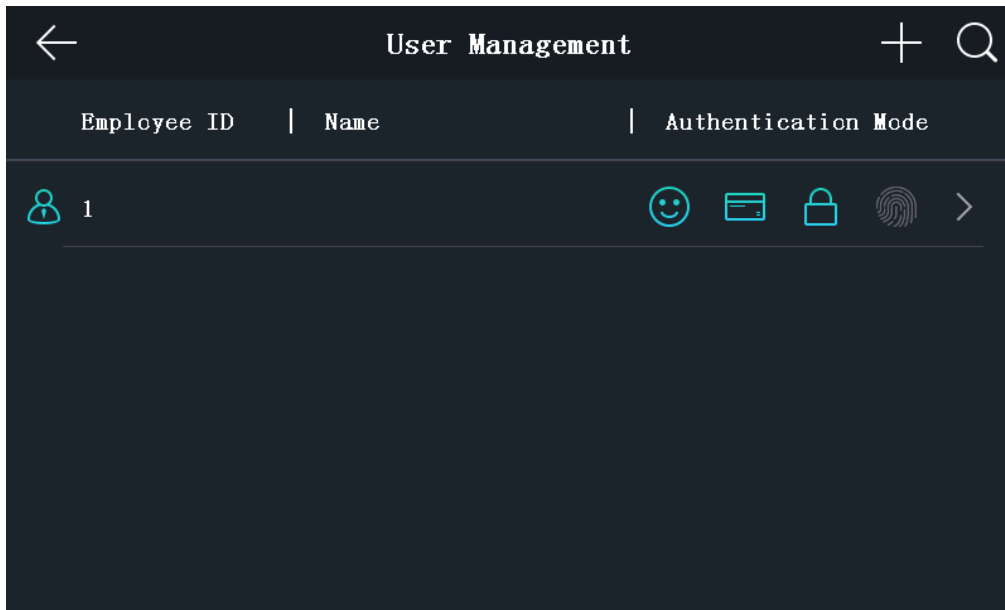 User Management
Employee ID | Name | Authentication Mode
1